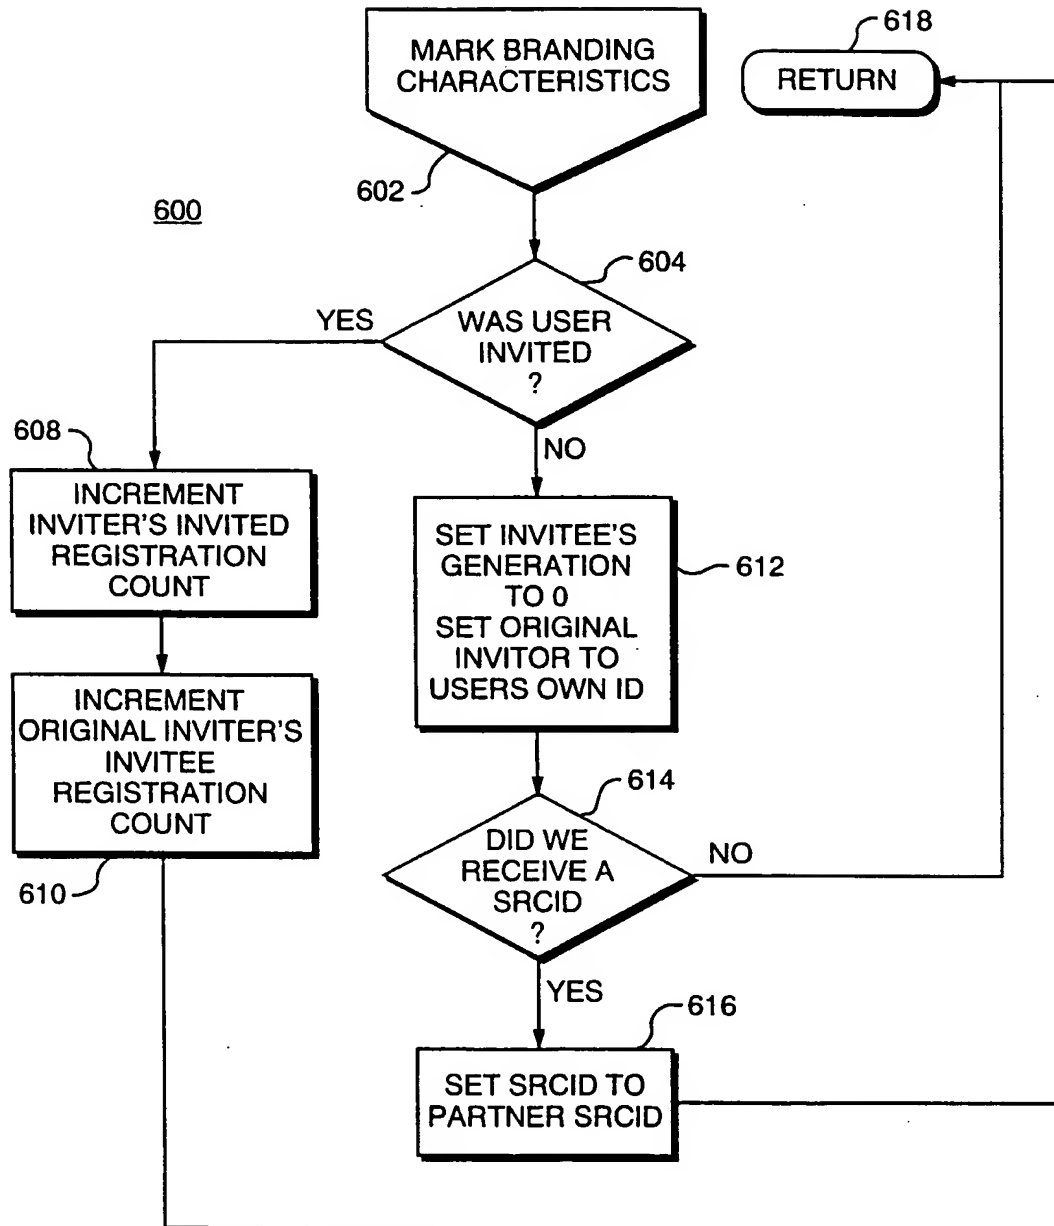 MARK BRANDING
CHARACTERISTICS
602
618
RETURN
600
604
WAS USER
INVITED
?
YES
NO
608
INCREMENT
INVITER'S INVITED
REGISTRATION
COUNT
INCREMENT
ORIGINAL INVITER'S
INVITEE
REGISTRATION
COUNT
610
SET INVITEE'S
GENERATION
TO 0
SET ORIGINAL
INVITOR TO
USERS OWN ID
612
614
DID WE
RECEIVE A
SRCID
?
NO
YES
616
SET SRCID TO
PARTNER SRCID